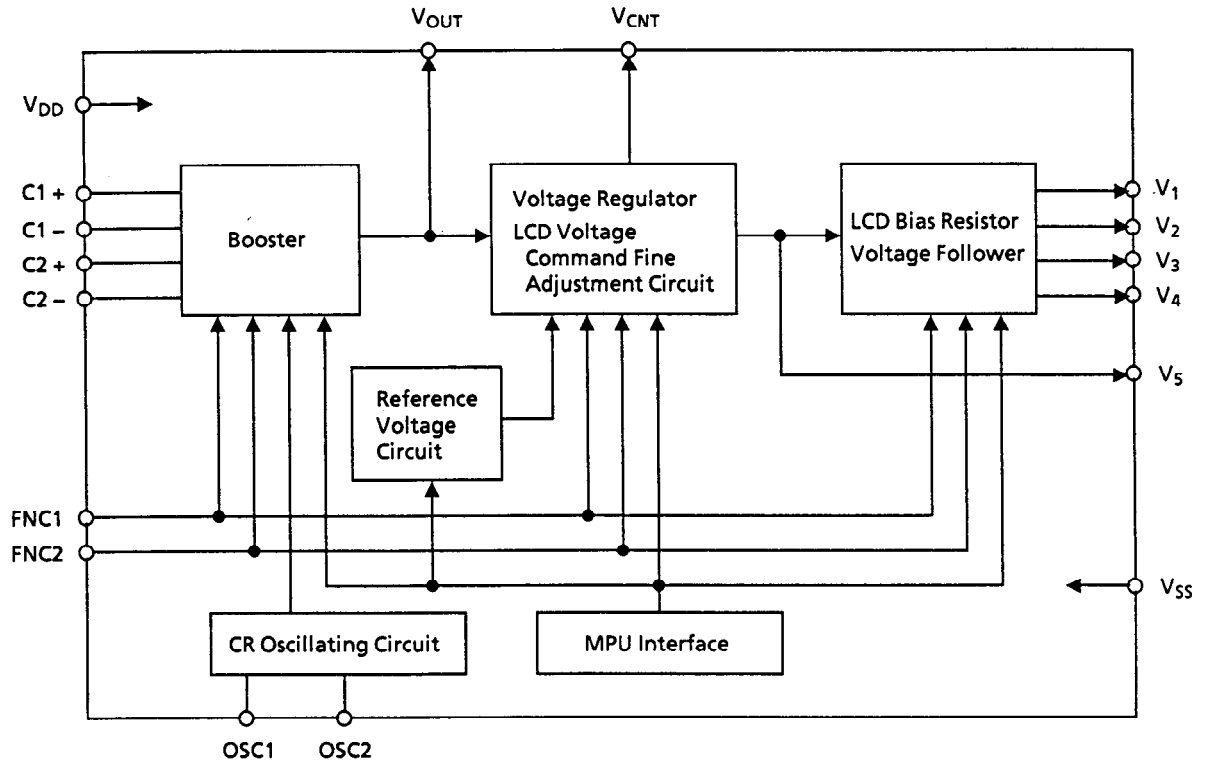 VOUT
VCNT
VDD
C1 +
C1 –
C2 +
C2 –
Booster
Voltage Regulator
LCD Voltage
Command Fine
Adjustment Circuit
LCD Bias Resistor
Voltage Follower
V1
V2
V3
V4
V5
Reference
Voltage
Circuit
FNC1
FNC2
VSS
CR Oscillating Circuit
MPU Interface
OSC1
OSC2